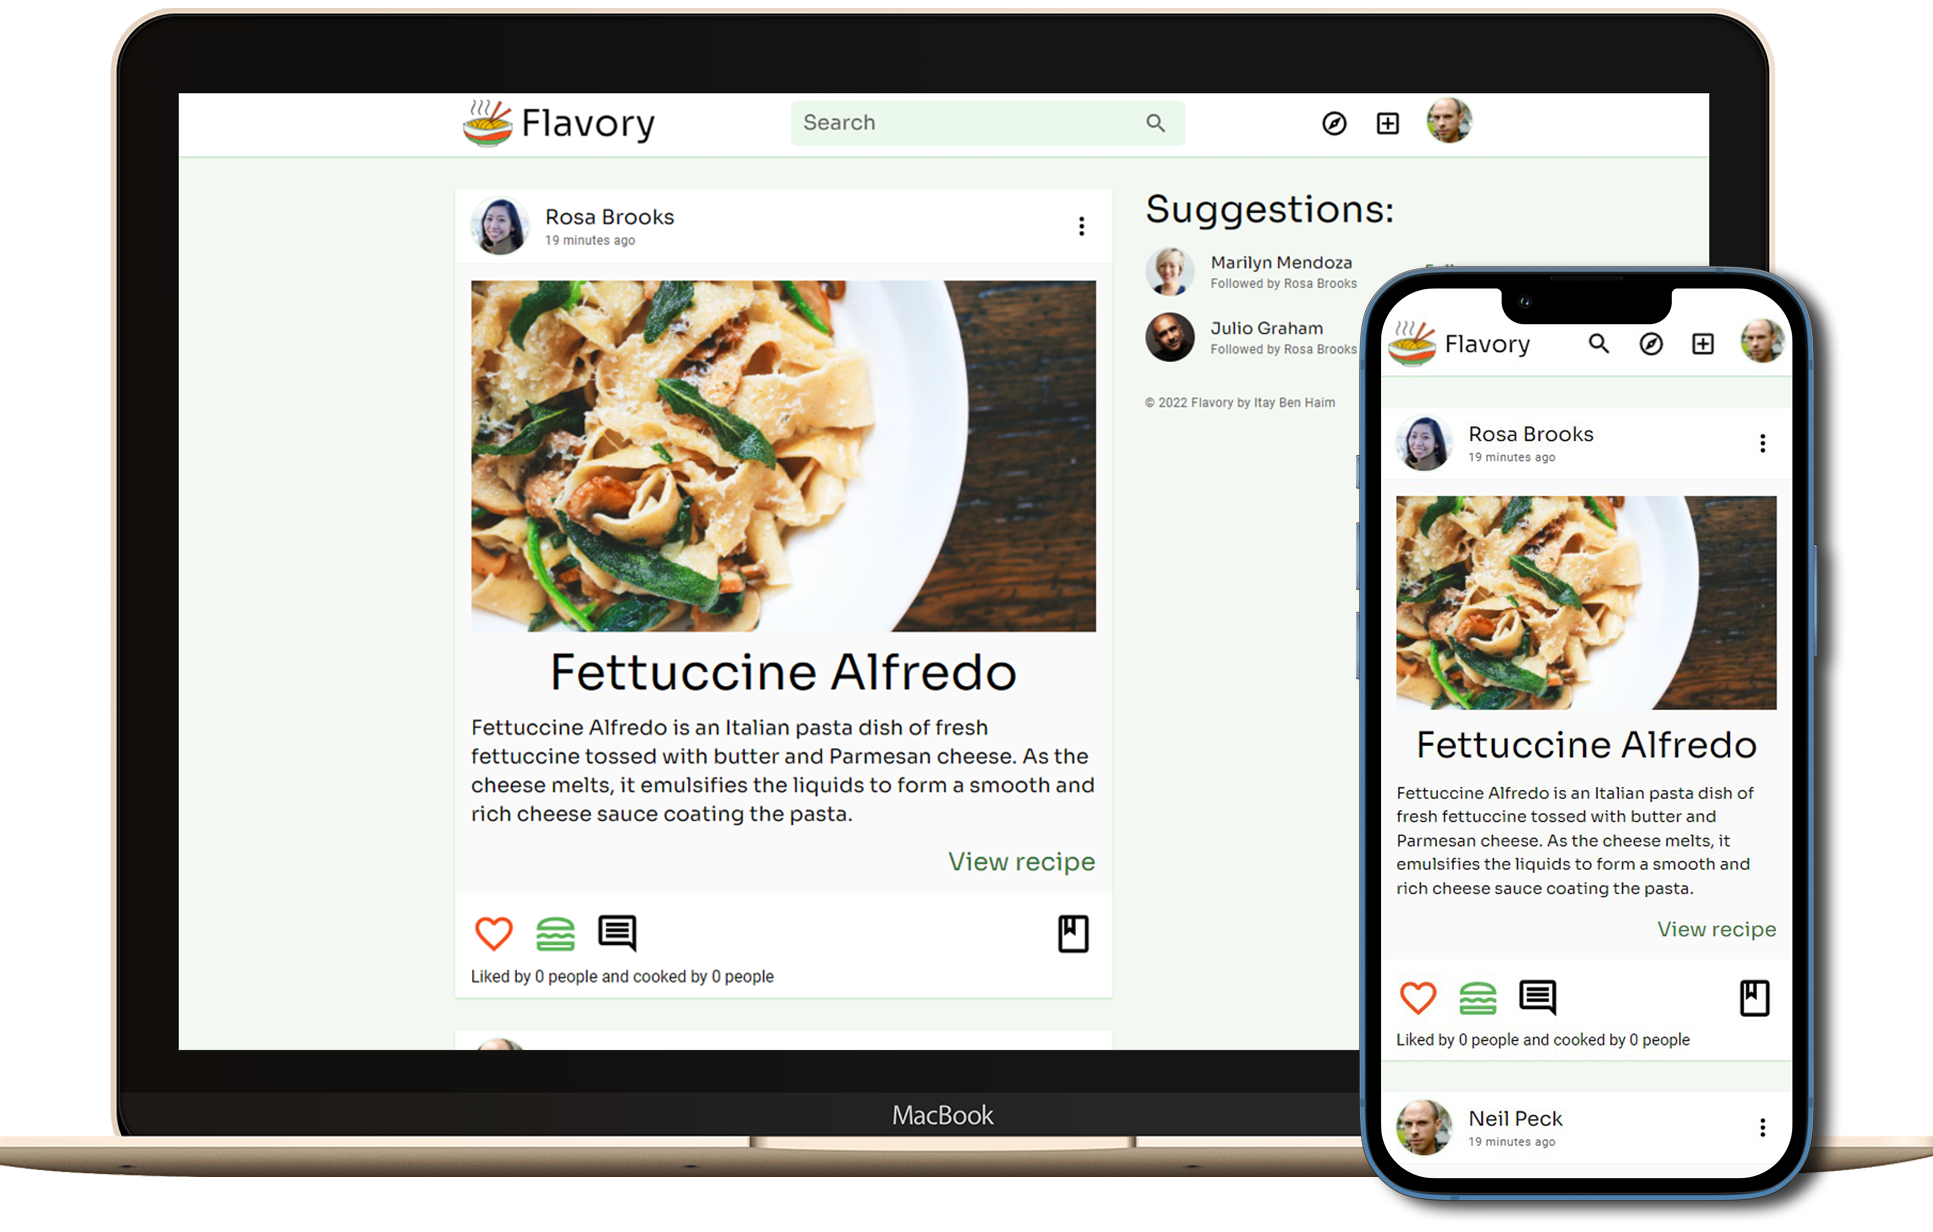 Flavory
Search
Rosa Brooks
19 minutes ago
Fettuccine Alfredo
Fettuccine Alfredo is an Italian pasta dish of fresh
fettuccine tossed with butter and Parmesan cheese. As the
cheese melts, it emulsifies the liquids to form a smooth and
rich cheese sauce coating the pasta.
View recipe
Liked by 0 people and cooked by 0 people
Suggestions:
Marilyn Mendoza
Followed by Rosa Brooks
Julio Graham
Followed by Rosa Brooks
© 2022 Flavory by Itay Ben Haim
MacBook
Flavory
Rosa Brooks
19 minutes ago
Fettuccine Alfredo
Fettuccine Alfredo is an Italian pasta dish of
fresh fettuccine tossed with butter and
Parmesan cheese. As the cheese melts, it
emulsifies the liquids to form a smooth and
rich cheese sauce coating the pasta.
View recipe
Liked by 0 people and cooked by 0 people
Neil Peck
19 minutes ago